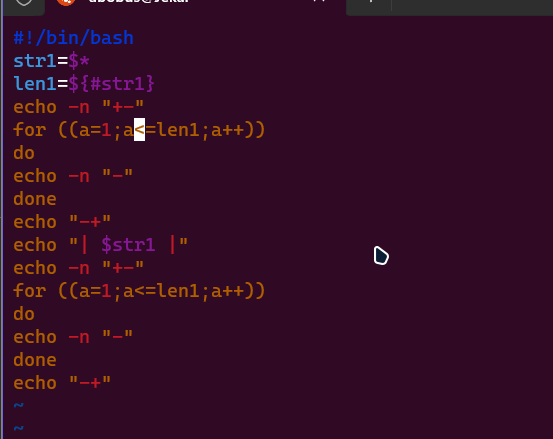 #!/bin/bash
str1=$*
len1=${#str1}
echo -n "+-"
for ((a=1;a<=len1;a++))
do
echo -n "-"
done
echo "-+"
echo "| $str1 |"
echo -n "+-"
for ((a=1;a<=len1;a++))
do
echo -n "-"
done
echo "-+"
~
~